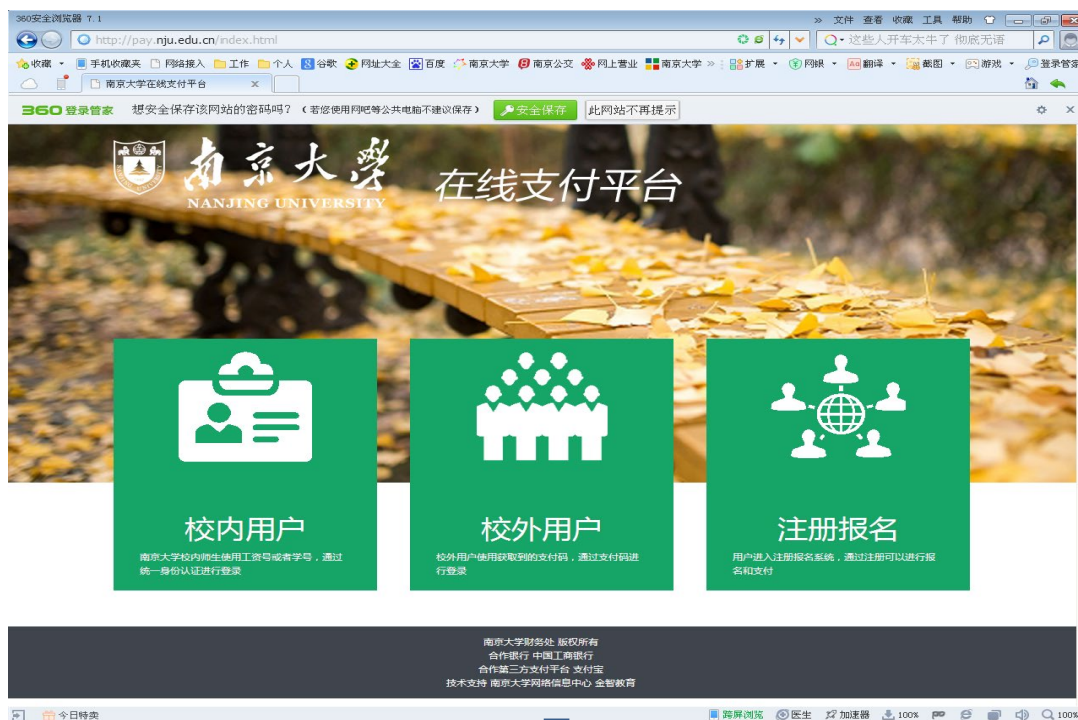 360安全浏览器 7.1
» 文件 查看 收藏 工具 帮助
http://pay.nju.edu.cn/index.html
这些人开车太牛了 彻底无语
收藏 手机收藏夹 网络接入 工作 个人 谷歌 网址大全 百度 南京大学 南京公交 网上营业 南京大学 » 扩展 网银 翻译 截图 游戏 登录管家
南京大学在线支付平台 x
360登录管家 想安全保存该网站的密码吗？（若您使用网吧等公共电脑不建议保存） 安全保存 此网站不再提示
南京大學
NANJING UNIVERSITY
在线支付平台
校内用户
南京大学校内师生使用工资号或者学号，通过
统一身份认证进行登录
校外用户
校外用户使用获取到的支付码，通过支付码进
行登录
注册报名
用户进入注册报名系统，通过注册可以进行报
名和支付
南京大学财务处 版权所有
合作银行 中国工商银行
合作第三方支付平台 支付宝
技术支持 南京大学网络信息中心 金智教育
今日特卖 跨屏浏览 医生 加速器 100% 100%